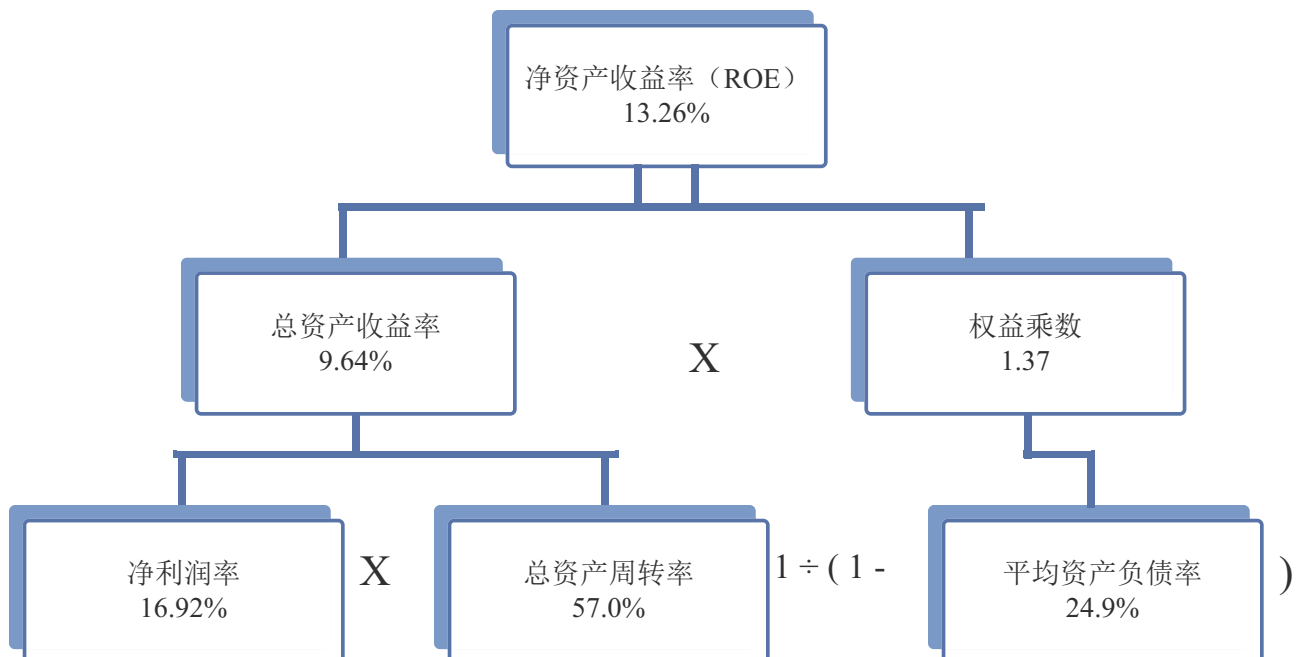 净资产收益率（ROE）
13.26%
总资产收益率
9.64%
X
权益乘数
1.37
净利润率
16.92%
X
总资产周转率
57.0%
1 ÷ ( 1 -
平均资产负债率
24.9%
)